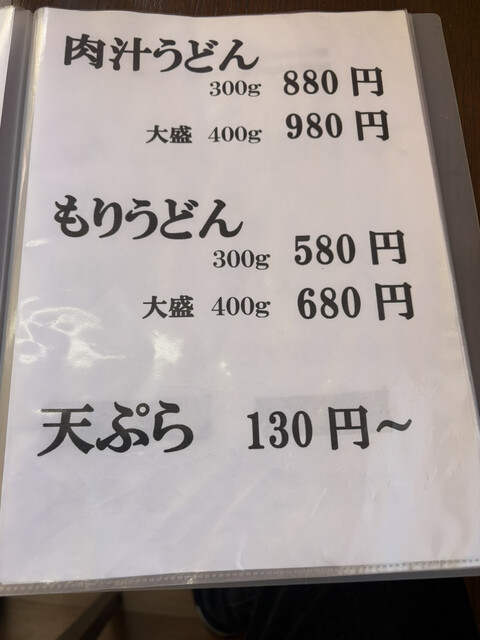 肉汁うどん
300g 880円
大盛 400g 980円
もりうどん
300g 580円
大盛 400g 680円
天ぷら 130円～